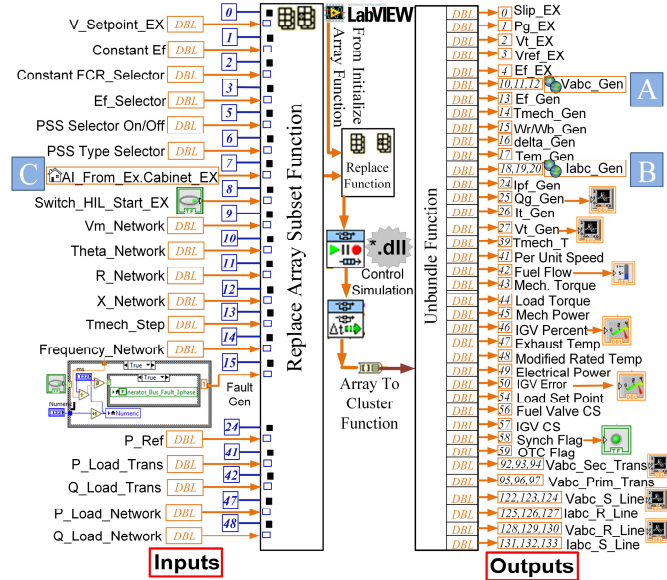 0
V_Setpoint_EX DBL
1
Constant Ef DBL
2
Constant FCR_Selector DBL
3
Ef_Selector DBL
5
PSS Selector On/Off DBL
6
PSS Type Selector DBL
7
C AI_From_Ex.Cabinet_EX
8
Switch_HIL_Start_EX
9
Vm_Network DBL
10
Theta_Network DBL
11
R_Network DBL
12
X_Network DBL
13
Tmech_Step DBL
14
Frequency_Network DBL
15
True
True
enerator_Bus_Fault_3phase
Numeric
Numeric
Fault
Gen
24
P_Ref DBL
41
P_Load_Trans DBL
42
Q_Load_Trans DBL
47
P_Load_Network DBL
48
Q_Load_Network DBL
Inputs
Replace Array Subset Function
LabVIEW
From Initialize
Array Function
Replace
Function
*.dll
Control
Simulation
Δt
Array To
Cluster
Function
Unbundle Function
DBL 0 Slip_EX
DBL 1 Pg_EX
DBL 2 Vt_EX
DBL 3 Vref_EX
DBL 4 Ef_EX
DBL 10,11,12 Vabc_Gen A
DBL 13 Ef_Gen
DBL 14 Tmech_Gen
DBL 15 Wr/Wb_Gen
DBL 16 delta_Gen
DBL 17 Tem_Gen
DBL 18,19,20 Iabc_Gen B
DBL 24 Ipf_Gen
DBL 25 Qg_Gen
DBL 26 It_Gen
DBL 27 Vt_Gen
DBL 39 Tmech_T
DBL 41 Per Unit Speed
DBL 42 Fuel Flow
DBL 43 Mech. Torque
DBL 44 Load Torque
DBL 45 Mech Power
DBL 46 IGV Percent
DBL 47 Exhaust Temp
DBL 48 Modified Rated Temp
DBL 49 Electrical Power
DBL 50 IGV Error
DBL 54 Load Set Point
DBL 56 Fuel Valve CS
DBL 57 IGV CS
DBL 58 Synch Flag
DBL 59 OTC Flag
DBL 92,93,94 Vabc_Sec_Trans
DBL 95,96,97 Vabc_Prim_Trans
DBL 122,123,124 Vabc_S_Line
DBL 125,126,127 Iabc_R_Line
DBL 128,129,130 Vabc_R_Line
DBL 131,132,133 Iabc_S_Line
Outputs